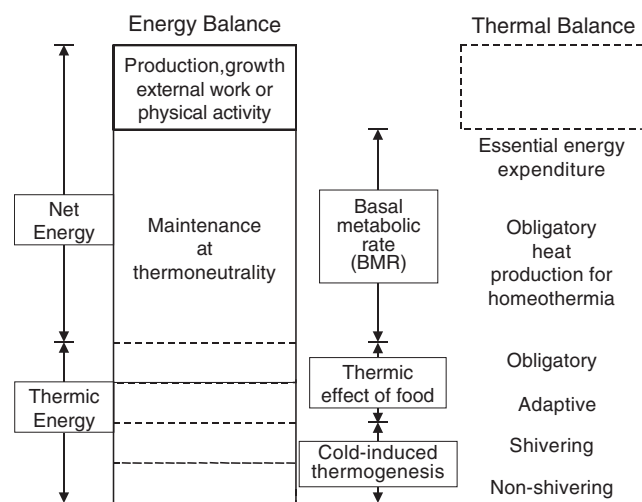 Energy Balance
Thermal Balance
Production,growth
external work or
physical activity
Essential energy
expenditure
Net
Energy
Maintenance
at
thermoneutrality
Basal
metabolic
rate
(BMR)
Obligatory
heat
production for
homeothermia
Thermic
Energy
Thermic
effect of food
Obligatory
Adaptive
Cold-induced
thermogenesis
Shivering
Non-shivering